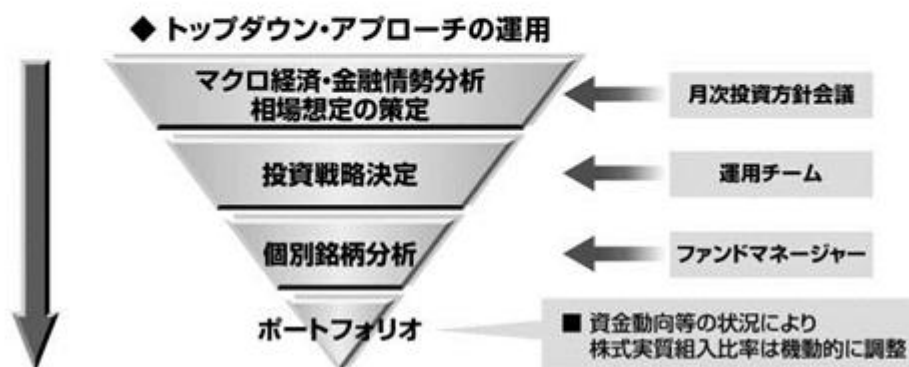 ◆ トップダウン・アプローチの運用
マクロ経済・金融情勢分析
相場想定の策定
月次投資方針会議
投資戦略決定
運用チーム
個別銘柄分析
ファンドマネージャー
ポートフォリオ
■ 資金動向等の状況により
株式実質組入比率は機動的に調整